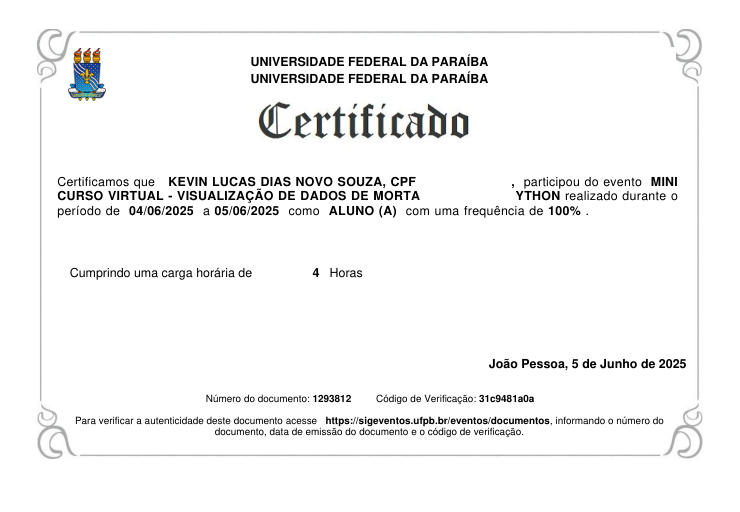 UNIVERSIDADE FEDERAL DA PARAÍBA
UNIVERSIDADE FEDERAL DA PARAÍBA
Certificado
Certificamos que KEVIN LUCAS DIAS NOVO SOUZA, CPF , participou do evento MINI
CURSO VIRTUAL - VISUALIZAÇÃO DE DADOS DE MORTA YTHON realizado durante o
período de 04/06/2025 a 05/06/2025 como ALUNO (A) com uma frequência de 100% .
Cumprindo uma carga horária de 4 Horas
João Pessoa, 5 de Junho de 2025
Número do documento: 1293812 Código de Verificação: 31c9481a0a
Para verificar a autenticidade deste documento acesse https://sigeventos.ufpb.br/eventos/documentos, informando o número do
documento, data de emissão do documento e o código de verificação.